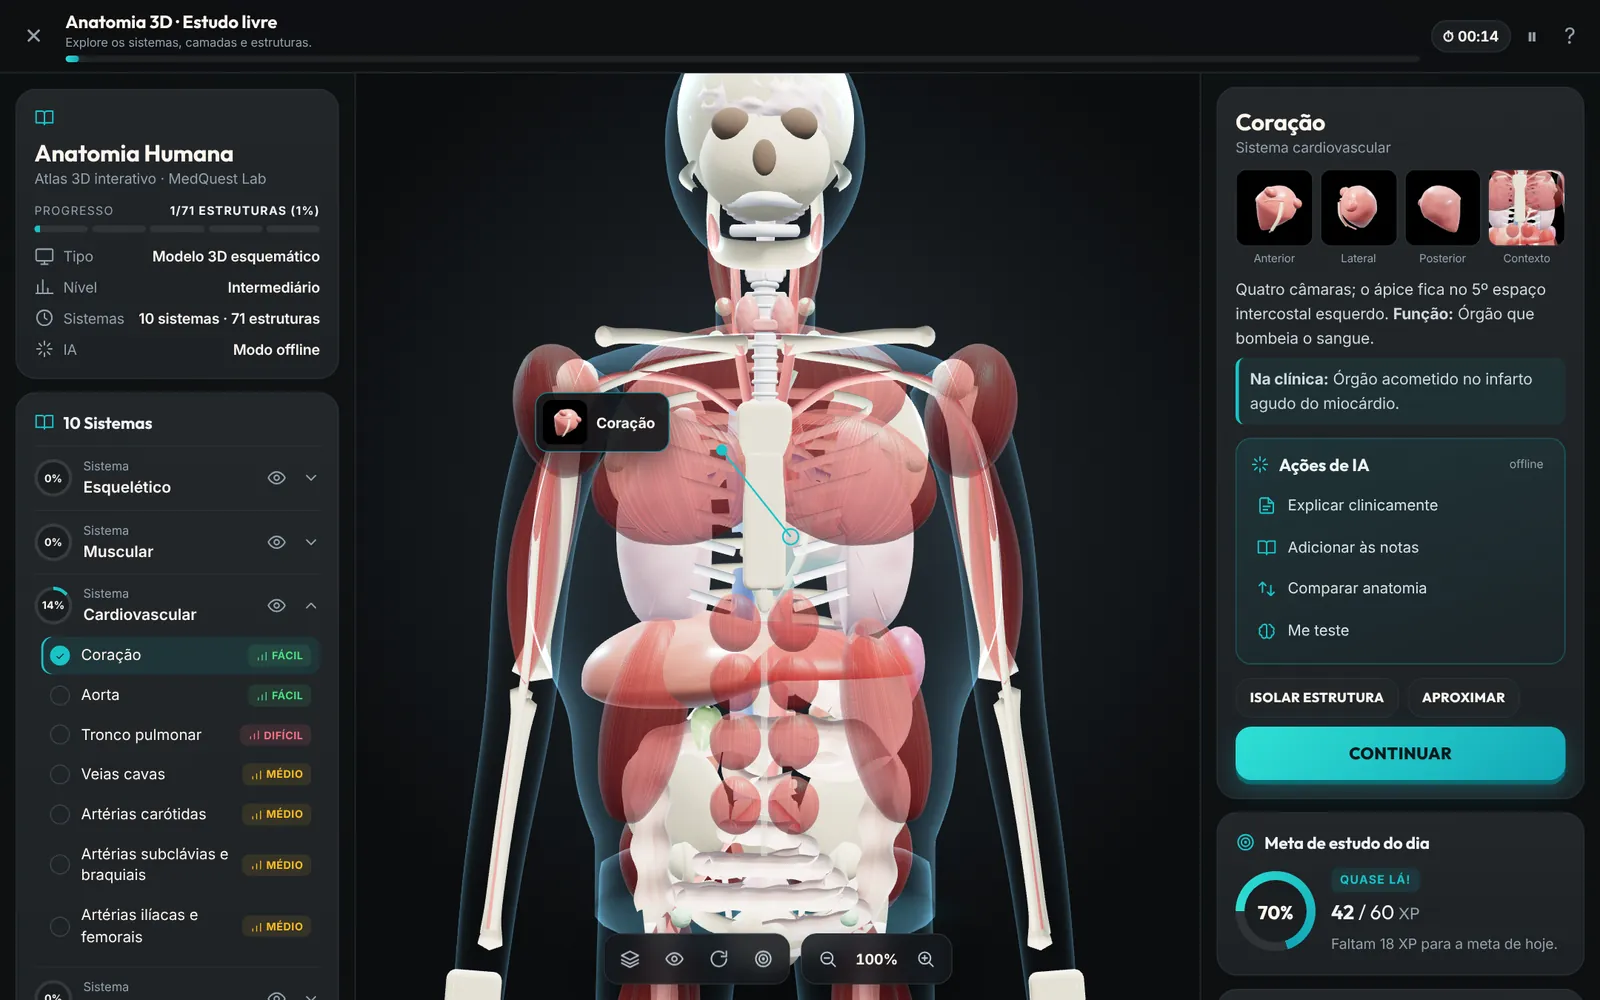 Anatomia 3D · Estudo livre
Explore os sistemas, camadas e estruturas.
00:14
?
Anatomia Humana
Atlas 3D interativo · MedQuest Lab
PROGRESSO 1/71 ESTRUTURAS (1%)
Tipo Modelo 3D esquemático
Nível Intermediário
Sistemas 10 sistemas · 71 estruturas
IA Modo offline
10 Sistemas
Sistema
0% Esquelético
Sistema
0% Muscular
Sistema
14% Cardiovascular
Coração FÁCIL
Aorta FÁCIL
Tronco pulmonar DIFÍCIL
Veias cavas MÉDIO
Artérias carótidas MÉDIO
Artérias subclávias e
braquiais MÉDIO
Artérias ilíacas e
femorais MÉDIO
Sistema
0%
Coração
100%
Coração
Sistema cardiovascular
Anterior Lateral Posterior Contexto
Quatro câmaras; o ápice fica no 5º espaço
intercostal esquerdo. Função: Órgão que
bombeia o sangue.
Na clínica: Órgão acometido no infarto
agudo do miocárdio.
Ações de IA offline
Explicar clinicamente
Adicionar às notas
Comparar anatomia
Me teste
ISOLAR ESTRUTURA APROXIMAR
CONTINUAR
Meta de estudo do dia
QUASE LÁ!
70% 42 / 60 XP
Faltam 18 XP para a meta de hoje.